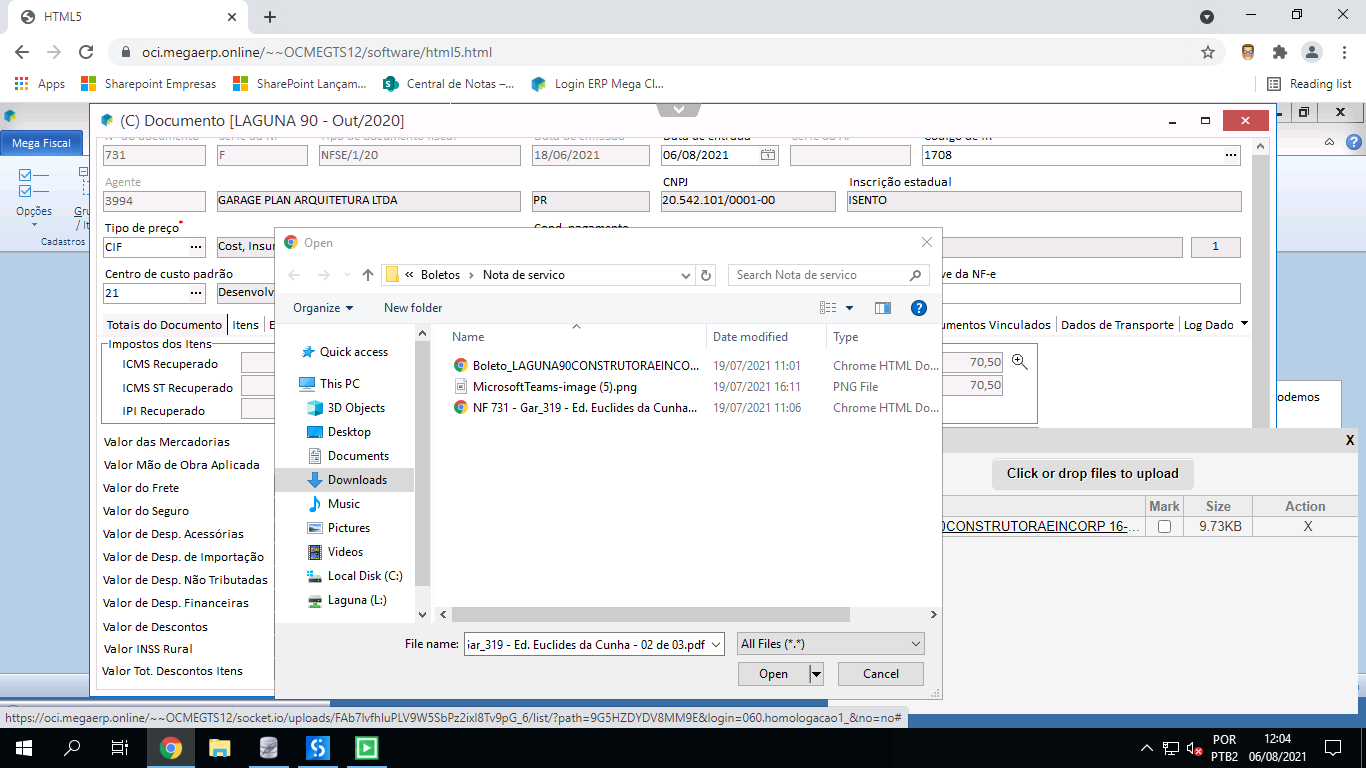 HTML5
oci.megaerp.online/~~OCMEGTS12/software/html5.html
Apps
Sharepoint Empresas
SharePoint Lançam...
Central de Notas –...
Login ERP Mega Cl...
Reading list
(C) Documento [LAGUNA 90 - Out/2020]
Mega Fiscal
Data de entrada
Código de IR
731
F
NFSE/1/20
18/06/2021
06/08/2021
1708
Agente
CNPJ
Inscrição estadual
3994
GARAGE PLAN ARQUITETURA LTDA
PR
20.542.101/0001-00
ISENTO
Opções
Cadastros
Tipo de preço*
Cond. pagamento
CIF
Cost, Insu
1
Centro de custo padrão
ve da NF-e
21
Desenvolv
Totais do Documento
Itens
umentos Vinculados
Dados de Transporte
Log Dado
Impostos dos Itens
ICMS Recuperado
70,50
ICMS ST Recuperado
70,50
IPI Recuperado
odemos
Valor das Mercadorias
Valor Mão de Obra Aplicada
Valor do Frete
Valor do Seguro
Valor de Desp. Acessórias
Valor de Desp. de Importação
Valor de Desp. Não Tributadas
Valor de Desp. Financeiras
Valor de Descontos
Valor INSS Rural
Valor Tot. Descontos Itens
Open
« Boletos › Nota de servico
Search Nota de servico
Organize
New folder
Name
Date modified
Type
Quick access
This PC
3D Objects
Desktop
Documents
Downloads
Music
Pictures
Videos
Local Disk (C:)
Laguna (L:)
Boleto_LAGUNA90CONSTRUTORAEINCO... 19/07/2021 11:01 Chrome HTML Do...
MicrosoftTeams-image (5).png 19/07/2021 16:11 PNG File
NF 731 - Gar_319 - Ed. Euclides da Cunha... 19/07/2021 11:06 Chrome HTML Do...
File name:
ar_319 - Ed. Euclides da Cunha - 02 de 03.pdf
All Files (*.*)
Open
Cancel
X
Click or drop files to upload
Mark
Size
Action
0CONSTRUTORAEINCORP 16-...
9.73KB
X
https://oci.megaerp.online/~~OCMEGTS12/socket.io/uploads/FAb7IvfhIuPLV9W5SbPz2ixI8Tv9pG_6/list/?path=9G5HZDYDV8MM9E&login=060.homologacao1_&no=no#
POR
PTB2
12:04
06/08/2021